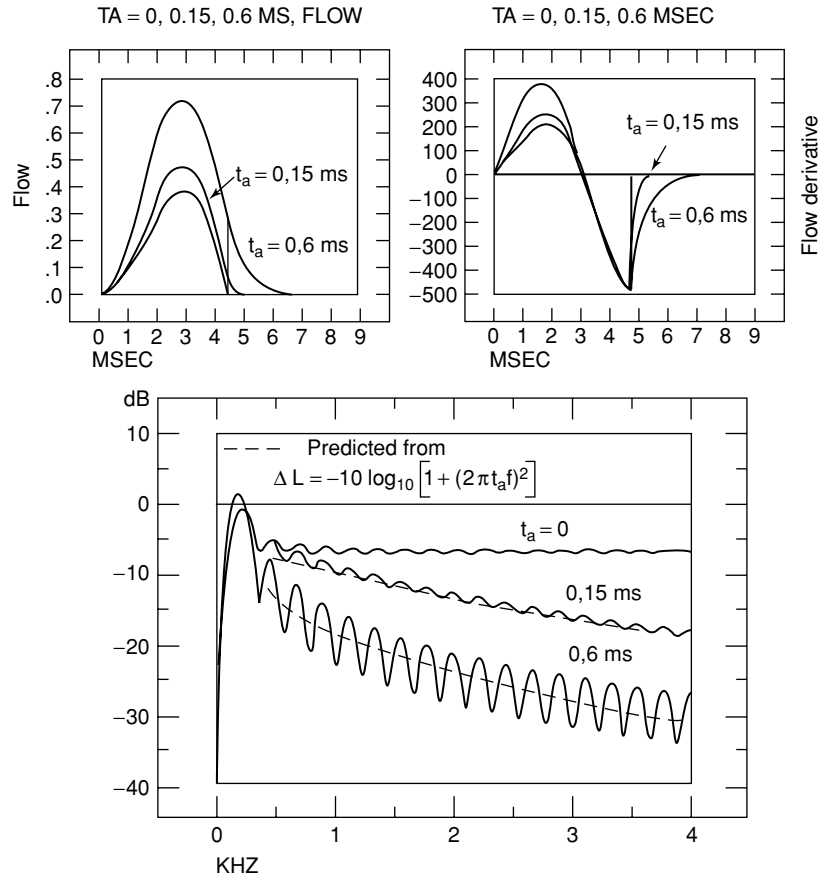 TA = 0, 0.15, 0.6 MS, FLOW
.8
.7
.6
.5
.4
.3
.2
.1
.0
Flow
t_a = 0,15 ms
t_a = 0,6 ms
0 1 2 3 4 5 6 7 8 9
MSEC
TA = 0, 0.15, 0.6 MSEC
400
300
200
100
0
−100
−200
−300
−400
−500
t_a = 0,15 ms
t_a = 0,6 ms
Flow derivative
0 1 2 3 4 5 6 7 8 9
MSEC
dB
10
0
−10
−20
−30
−40
Predicted from
Δ L = −10 log₁₀ [1 + (2πt_af)²]
t_a = 0
0,15 ms
0,6 ms
0 1 2 3 4
KHZ